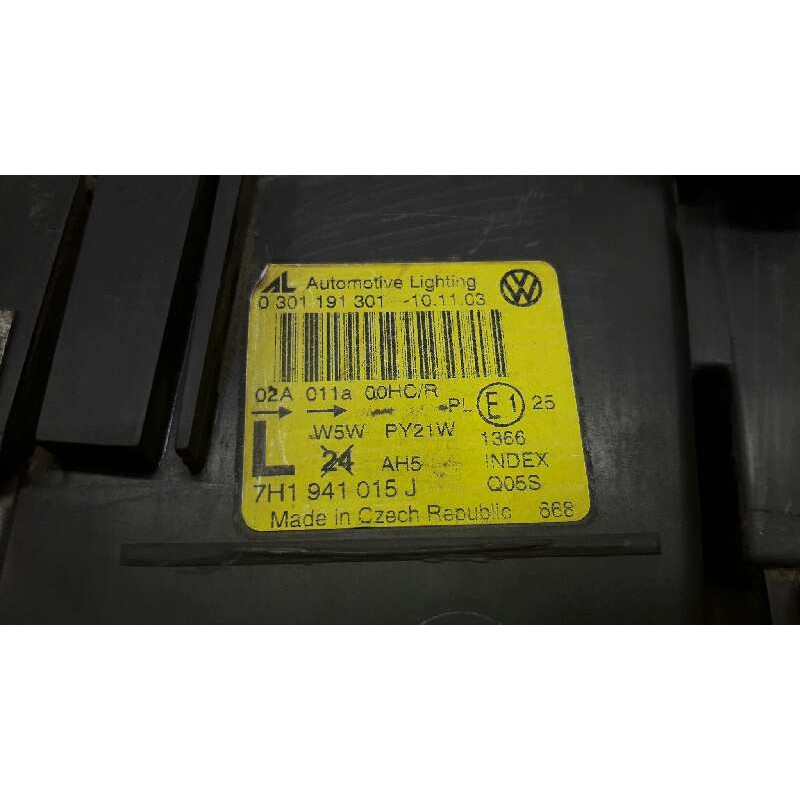 AL Automotive Lighting
0 301 191 301 -10.11.03
02A 011a 00HC/R
PL E1 25
W5W PY21W 1366
L 24 AH5 INDEX
7H1 941 015 J Q05S
Made in Czech Republic 668